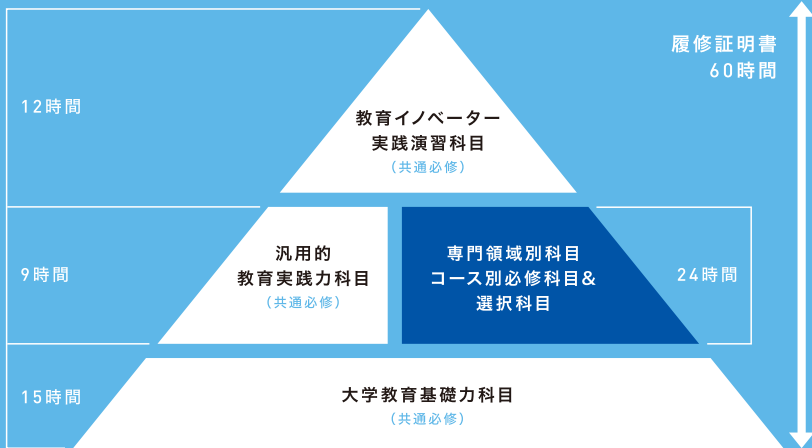 履修証明書
60時間
12時間
教育イノベーター
実践演習科目
（共通必修）
9時間
汎用的
教育実践力科目
（共通必修）
専門領域別科目
コース別必修科目&
選択科目
24時間
15時間
大学教育基礎力科目
（共通必修）